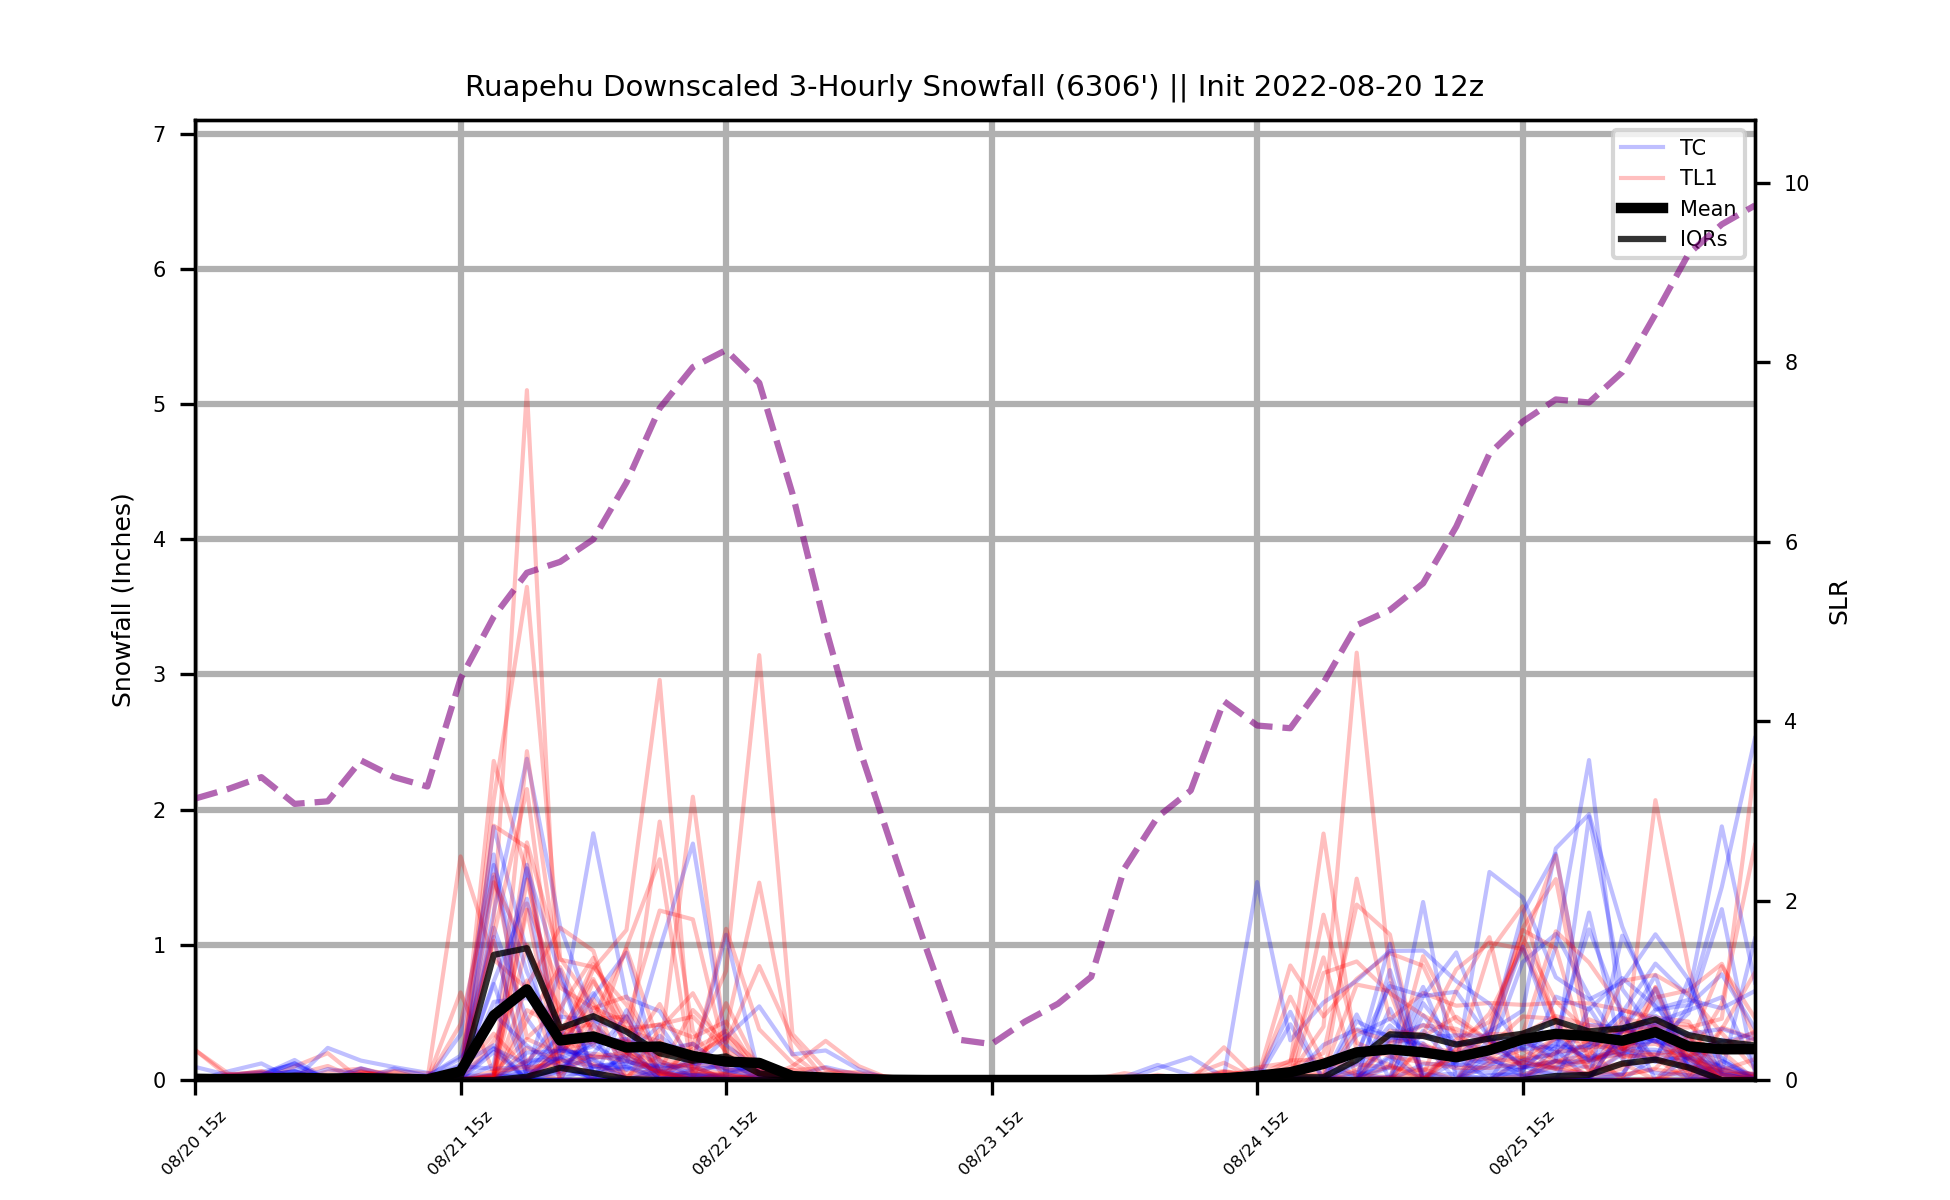 Ruapehu Downscaled 3-Hourly Snowfall (6306') || Init 2022-08-20 12z
7
6
5
4
3
2
1
0
Snowfall (Inches)
TC
TL1
Mean
IQRs
10
8
6
4
2
0
SLR
08/20 15z
08/21 15z
08/22 15z
08/23 15z
08/24 15z
08/25 15z